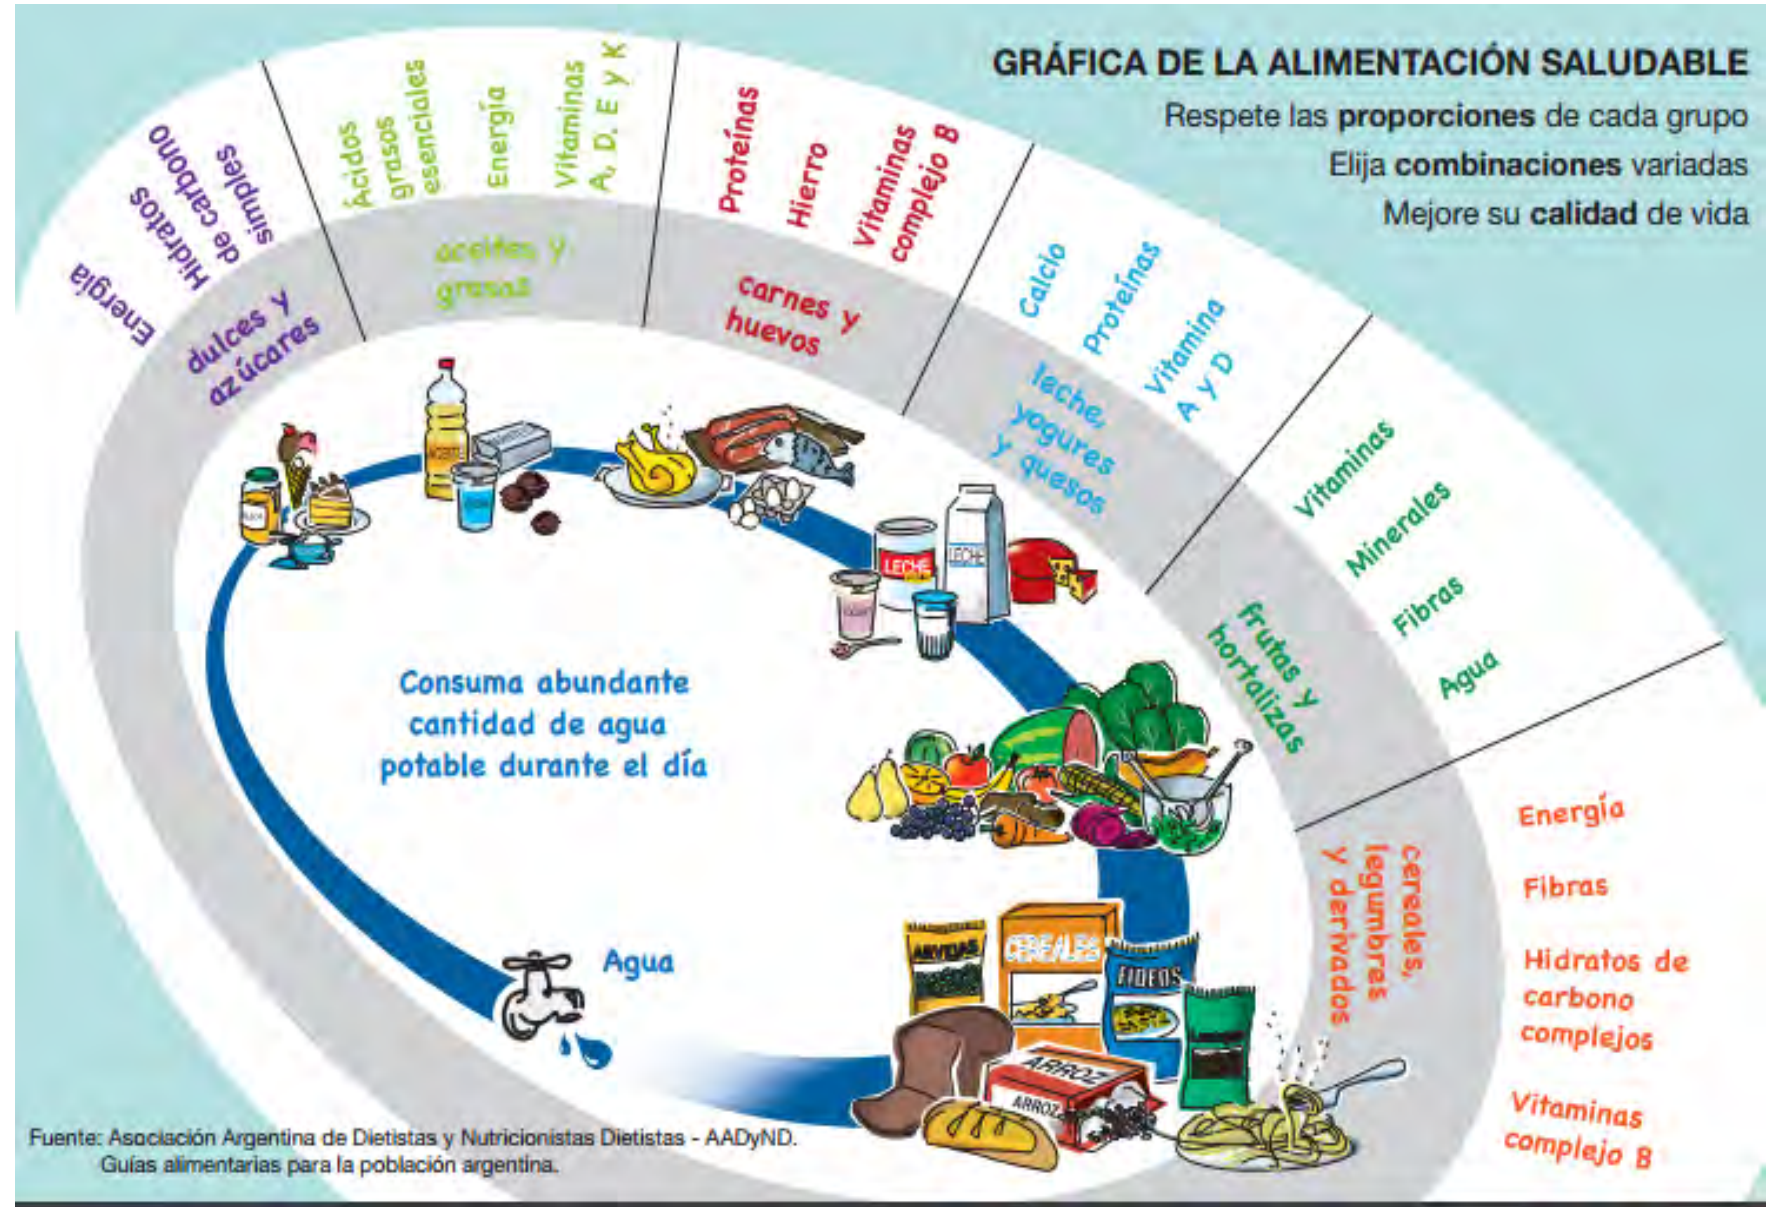 GRÁFICA DE LA ALIMENTACIÓN SALUDABLE
Respete las proporciones de cada grupo
Elija combinaciones variadas
Mejore su calidad de vida
Energía
Hidratos
de carbono
simples
dulces y
azúcares
Ácidos
grasos
esenciales
Energía
Vitaminas
A, D, E y K
aceites y
grasas
Proteínas
Hierro
Vitaminas
complejo B
carnes y
huevos
Calcio
Proteínas
Vitamina
A y D
leche,
yogures
y quesos
Vitaminas
Minerales
Fibras
Agua
frutas y
hortalizas
Energía
Fibras
Hidratos de
carbono
complejos
Vitaminas
complejo B
cereales,
legumbres
y derivados
ACEITE
LECHE
LECHE
Consuma abundante
cantidad de agua
potable durante el día
Agua
ARVEJAS
CEREALES
FIDEOS
ARROZ
ARROZ
Fuente: Asociación Argentina de Dietistas y Nutricionistas Dietistas - AADyND.
Guías alimentarias para la población argentina.